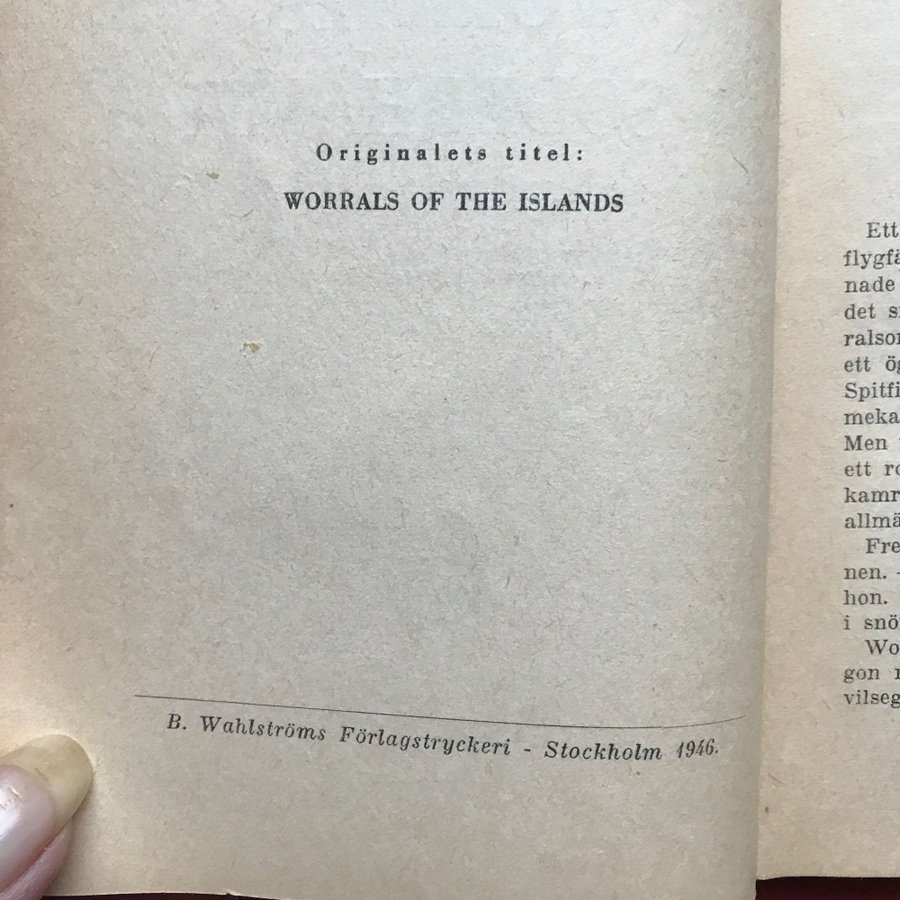 Originalets titel:
WORRALS OF THE ISLANDS
B. Wahlströms Förlagstryckeri - Stockholm 1946.
Ett
flygfä
nade
det s
ralsor
ett ög
Spitfi
meka
Men
ett ro
kamr
allmä
Fre
nen. -
hon.
i snö
Wo
gon
vilseg